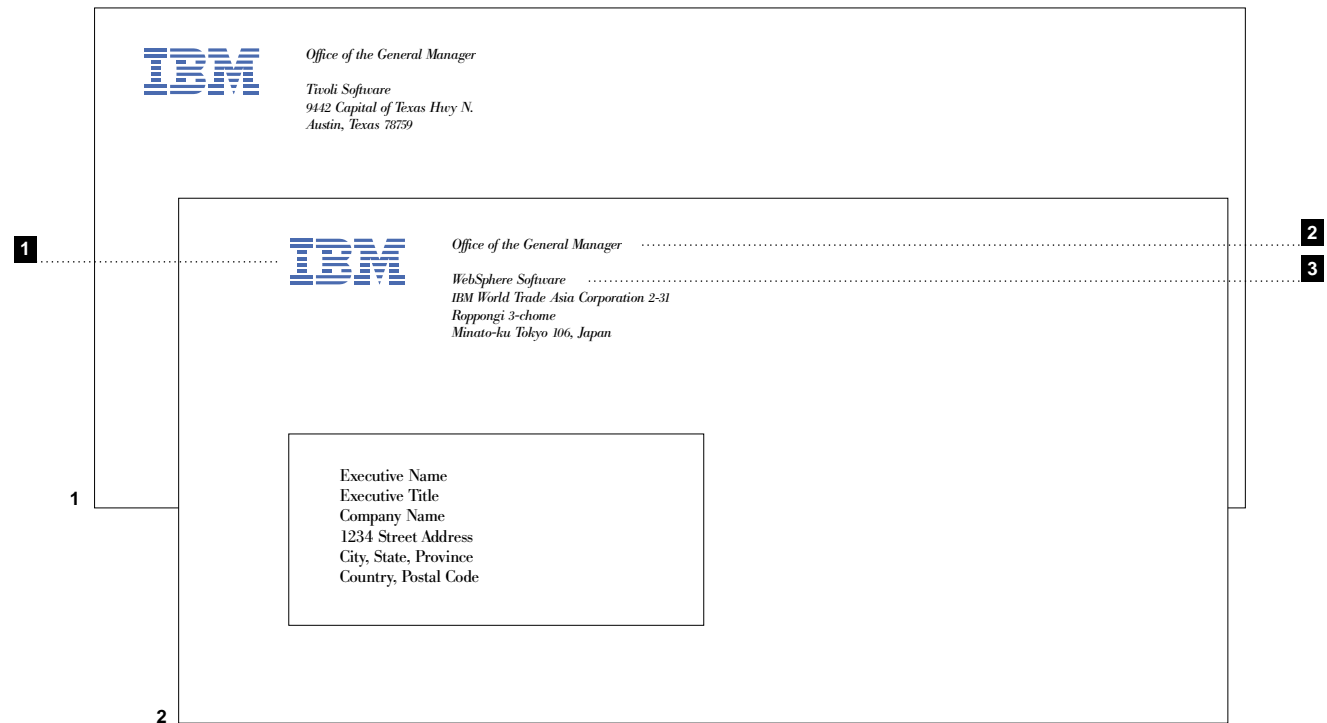 IBM
Office of the General Manager
Tivoli Software
9442 Capital of Texas Hwy N.
Austin, Texas 78759
1
IBM
Office of the General Manager
2
WebSphere Software
3
IBM World Trade Asia Corporation 2-31
Roppongi 3-chome
Minato-ku Tokyo 106, Japan
Executive Name
Executive Title
Company Name
1234 Street Address
City, State, Province
Country, Postal Code
1
2